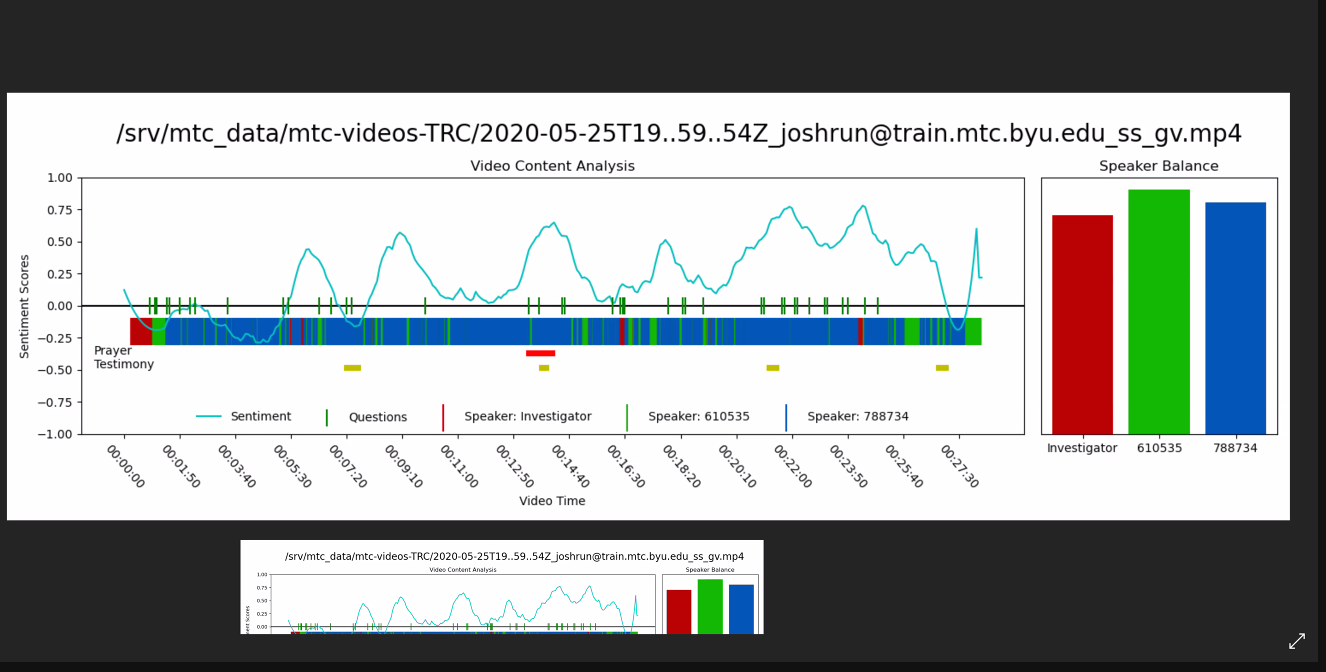 /srv/mtc_data/mtc-videos-TRC/2020-05-25T19..59..54Z_joshrun@train.mtc.byu.edu_ss_gv.mp4
Video Content Analysis
Speaker Balance
Sentiment Scores
1.00
0.75
0.50
0.25
0.00
−0.25
−0.50
−0.75
−1.00
Prayer
Testimony
Sentiment Questions Speaker: Investigator Speaker: 610535 Speaker: 788734
00:00:00 00:01:50 00:03:40 00:05:30 00:07:20 00:09:10 00:11:00 00:12:50 00:14:40 00:16:30 00:18:20 00:20:10 00:22:00 00:23:50 00:25:40 00:27:30
Video Time
Investigator 610535 788734
/srv/mtc_data/mtc-videos-TRC/2020-05-25T19..59..54Z_joshrun@train.mtc.byu.edu_ss_gv.mp4
Video Content Analysis
Speaker Balance
1.00
0.75
0.50
0.25
0.00